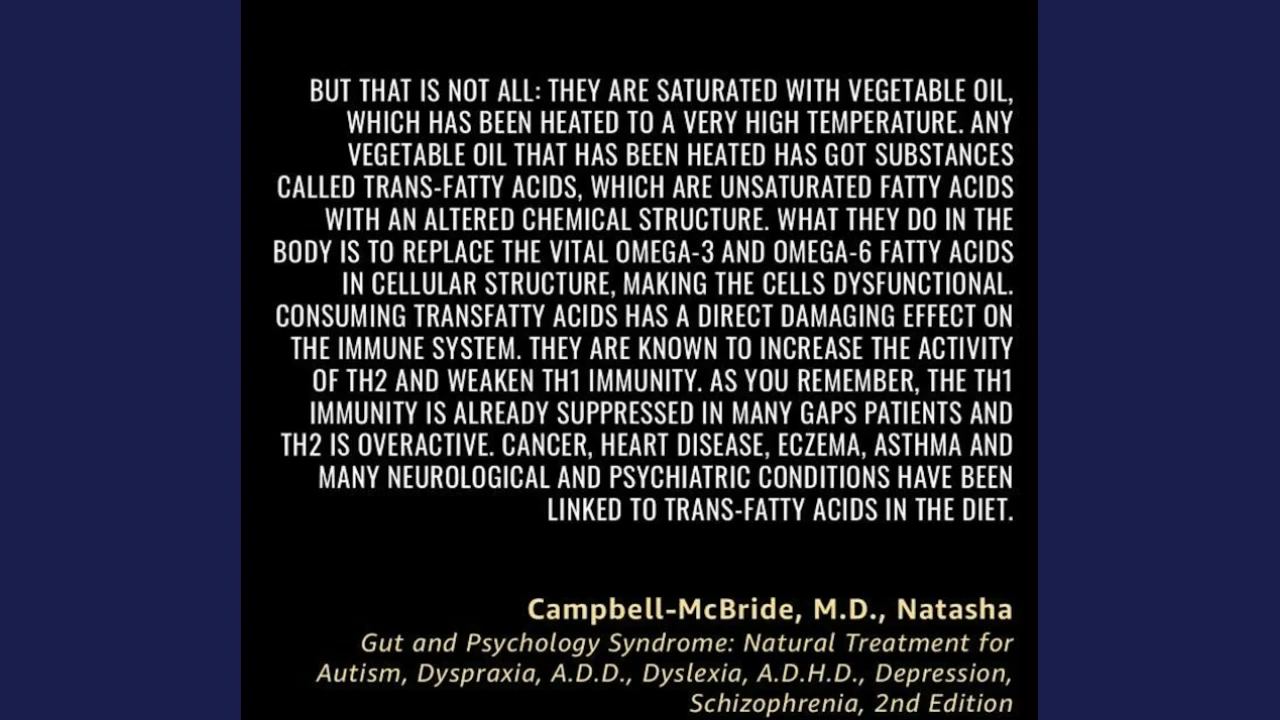 BUT THAT IS NOT ALL: THEY ARE SATURATED WITH VEGETABLE OIL,
WHICH HAS BEEN HEATED TO A VERY HIGH TEMPERATURE. ANY
VEGETABLE OIL THAT HAS BEEN HEATED HAS GOT SUBSTANCES
CALLED TRANS-FATTY ACIDS, WHICH ARE UNSATURATED FATTY ACIDS
WITH AN ALTERED CHEMICAL STRUCTURE. WHAT THEY DO IN THE
BODY IS TO REPLACE THE VITAL OMEGA-3 AND OMEGA-6 FATTY ACIDS
IN CELLULAR STRUCTURE, MAKING THE CELLS DYSFUNCTIONAL.
CONSUMING TRANSFATTY ACIDS HAS A DIRECT DAMAGING EFFECT ON
THE IMMUNE SYSTEM. THEY ARE KNOWN TO INCREASE THE ACTIVITY
OF TH2 AND WEAKEN TH1 IMMUNITY. AS YOU REMEMBER, THE TH1
IMMUNITY IS ALREADY SUPPRESSED IN MANY GAPS PATIENTS AND
TH2 IS OVERACTIVE. CANCER, HEART DISEASE, ECZEMA, ASTHMA AND
MANY NEUROLOGICAL AND PSYCHIATRIC CONDITIONS HAVE BEEN
LINKED TO TRANS-FATTY ACIDS IN THE DIET.
Campbell-McBride, M.D., Natasha
Gut and Psychology Syndrome: Natural Treatment for
Autism, Dyspraxia, A.D.D., Dyslexia, A.D.H.D., Depression,
Schizophrenia, 2nd Edition